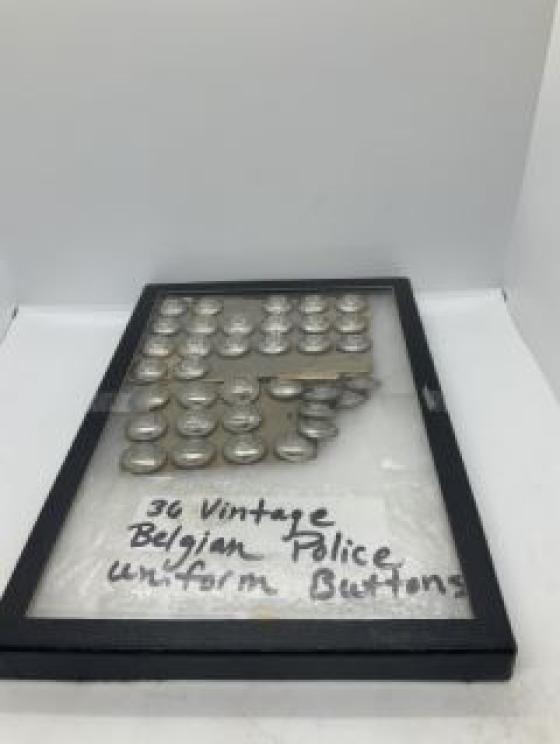 36 Vintage
Belgian Police
uniform Buttons